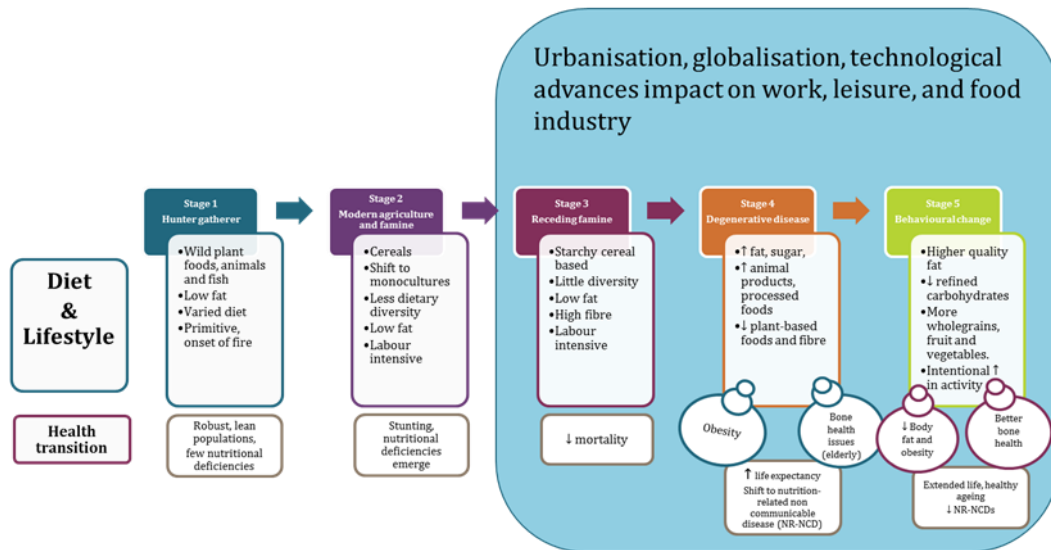 Urbanisation, globalisation, technological
advances impact on work, leisure, and food
industry
Stage 1
Hunter gatherer
Stage 2
Modern agriculture
and famine
Stage 3
Receding famine
Stage 4
Degenerative disease
Stage 5
Behavioural change
Diet
&
Lifestyle
•Wild plant
foods, animals
and fish
•Low fat
•Varied diet
•Primitive,
onset of fire
•Cereals
•Shift to
monocultures
•Less dietary
diversity
•Low fat
•Labour
intensive
•Starchy cereal
based
•Little diversity
•Low fat
•High fibre
•Labour
intensive
•↑ fat, sugar,
•↑ animal
products,
processed
foods
•↓ plant-based
foods and fibre
•Higher quality
fat
•↓ refined
carbohydrates
•More
wholegrains,
fruit and
vegetables.
•Intentional ↑
in activity
Health
transition
Robust, lean
populations,
few nutritional
deficiencies
Stunting,
nutritional
deficiencies
emerge
↓ mortality
Obesity
Bone
health
issues
(elderly)
↑ life expectancy
Shift to nutrition-
related non
communicable
disease (NR-NCD)
↓ Body
fat and
obesity
Better
bone
health
Extended life, healthy
ageing
↓ NR-NCDs